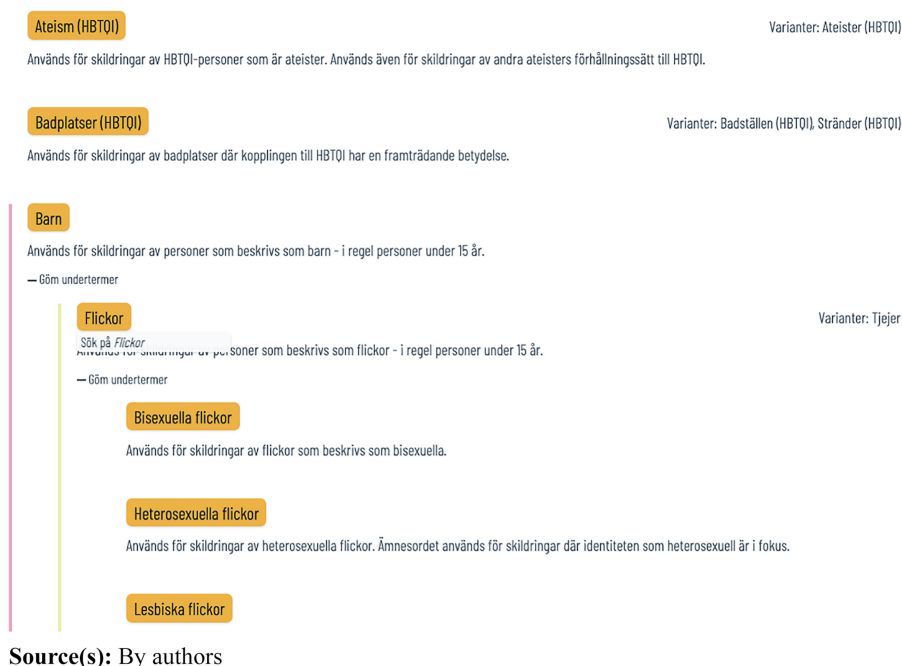 Ateism (HBTQI) Varianter: Ateister (HBTQI)
Används för skildringar av HBTQI-personer som är ateister. Används även för skildringar av andra ateisters förhållningssätt till HBTQI.
Badplatser (HBTQI) Varianter: Badställen (HBTQI), Stränder (HBTQI)
Används för skildringar av badplatser där kopplingen till HBTQI har en framträdande betydelse.
Barn
Används för skildringar av personer som beskrivs som barn - i regel personer under 15 år.
— Göm undertermer
Flickor Varianter: Tjejer
Sök på Flickor
Används för skildringar av personer som beskrivs som flickor - i regel personer under 15 år.
— Göm undertermer
Bisexuella flickor
Används för skildringar av flickor som beskrivs som bisexuella.
Heterosexuella flickor
Används för skildringar av heterosexuella flickor. Ämnesordet används för skildringar där identiteten som heterosexuell är i fokus.
Lesbiska flickor
Source(s): By authors